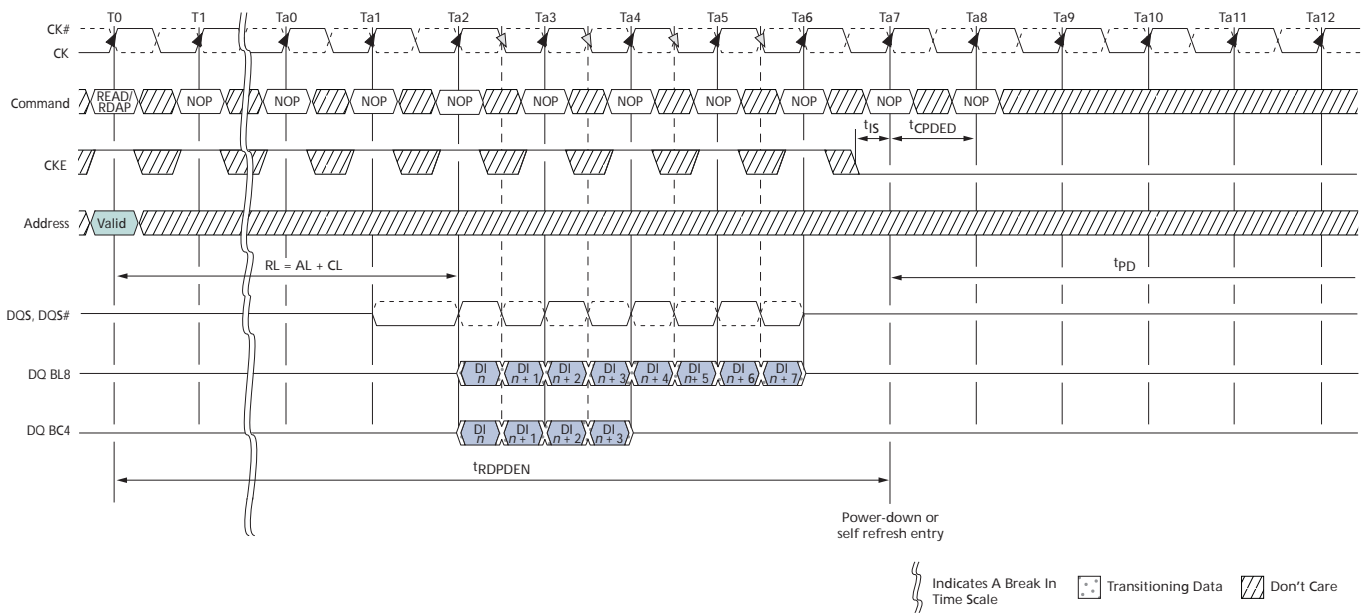 T0 T1 Ta0 Ta1 Ta2 Ta3 Ta4 Ta5 Ta6 Ta7 Ta8 Ta9 Ta10 Ta11 Ta12
CK#
CK
Command READ/RDAP NOP NOP NOP NOP NOP NOP NOP NOP NOP NOP
tIS tCPDED
CKE
Address Valid
RL = AL + CL
tPD
DQS, DQS#
DQ BL8 DI n DI n + 1 DI n + 2 DI n + 3 DI n + 4 DI n+ 5 DI n + 6 DI n + 7
DQ BC4 DI n DI n + 1 DI n + 2 DI n + 3
tRDPDEN
Power-down or
self refresh entry
Indicates A Break In
Time Scale
Transitioning Data
Don't Care